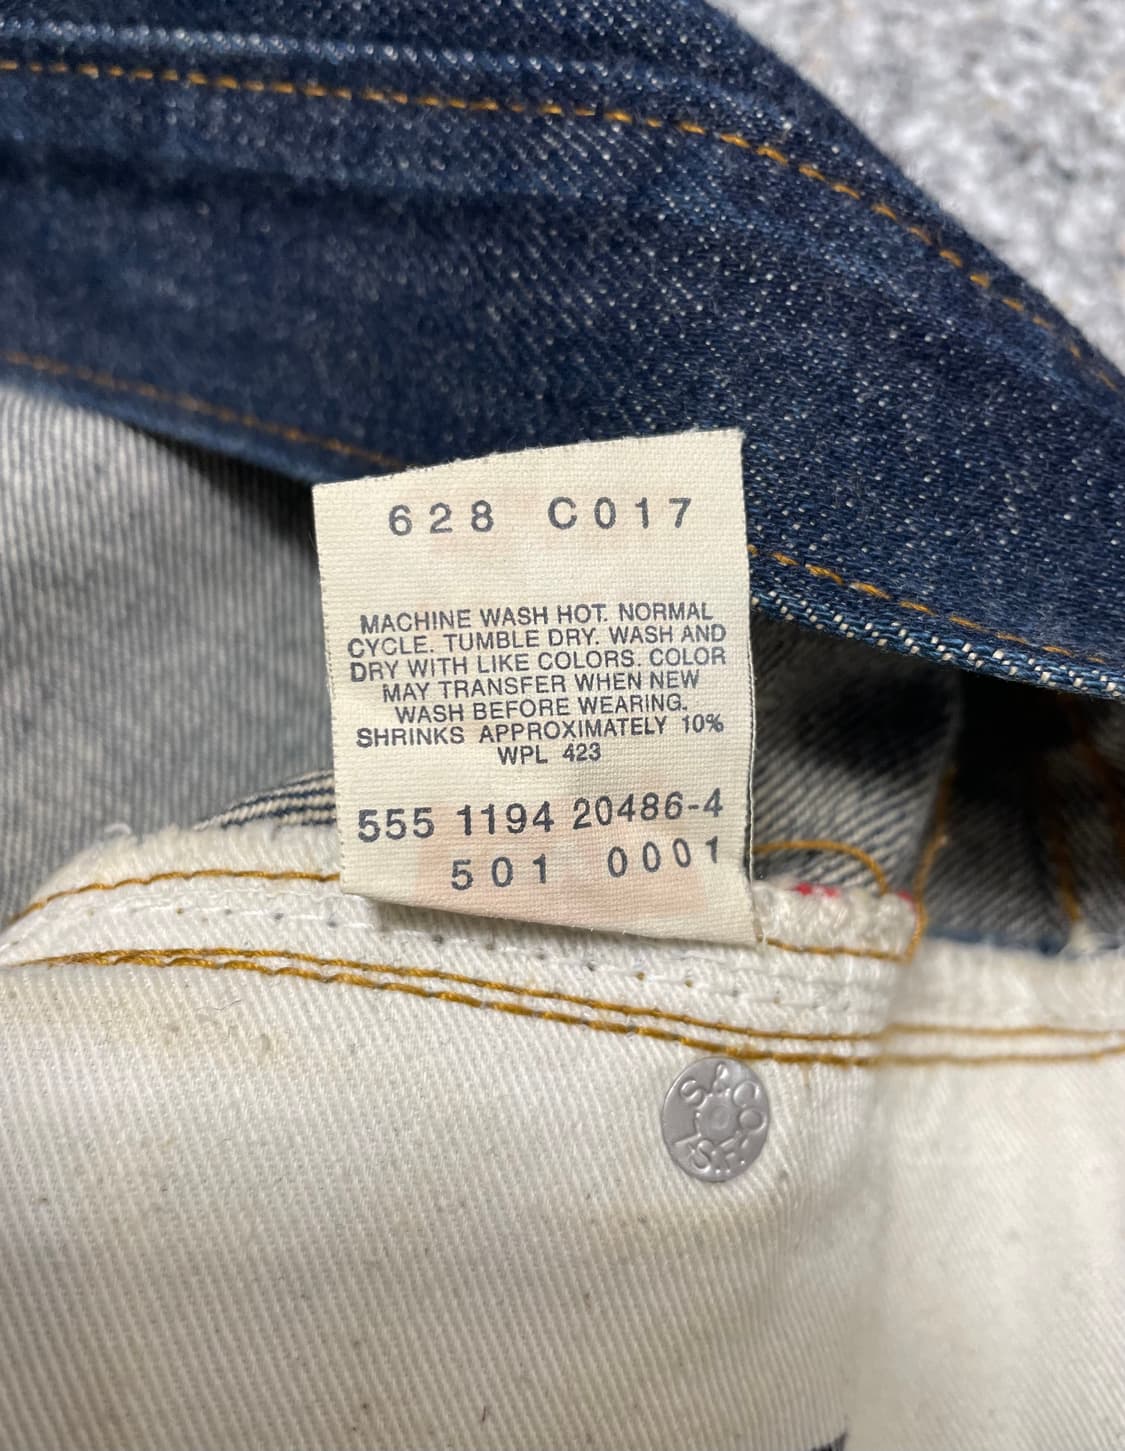 628 C017
MACHINE WASH HOT. NORMAL
CYCLE. TUMBLE DRY. WASH AND
DRY WITH LIKE COLORS. COLOR
MAY TRANSFER WHEN NEW
WASH BEFORE WEARING.
SHRINKS APPROXIMATELY 10%
WPL 423
555 1194 20486-4
501 0001
S&CO
S.F.